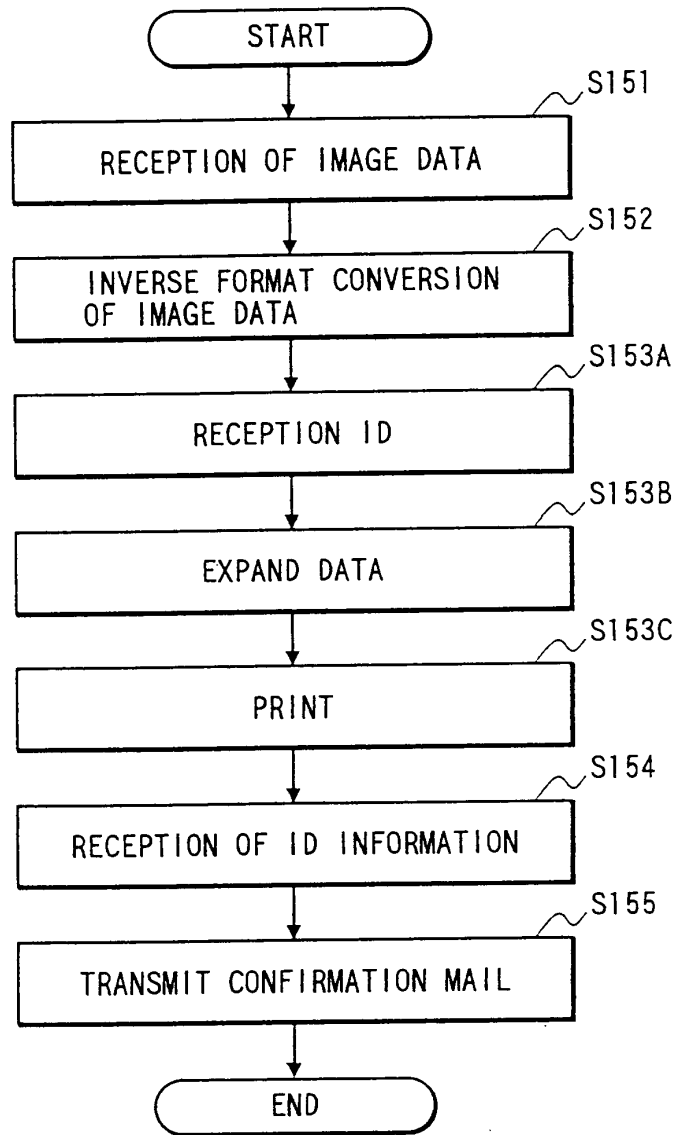 START
S151
RECEPTION OF IMAGE DATA
S152
INVERSE FORMAT CONVERSION
OF IMAGE DATA
S153A
RECEPTION ID
S153B
EXPAND DATA
S153C
PRINT
S154
RECEPTION OF ID INFORMATION
S155
TRANSMIT CONFIRMATION MAIL
END